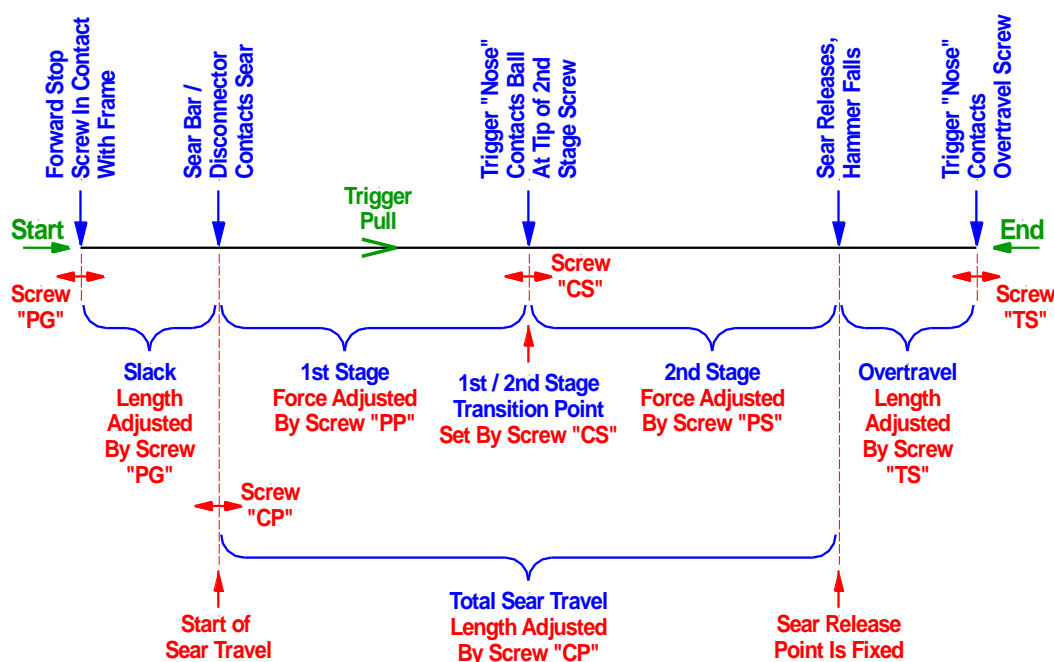 Forward Stop
Screw In Contact
With Frame
Sear Bar /
Disconnector
Contacts Sear
Trigger "Nose"
Contacts Ball
At Tip of 2nd
Stage Screw
Sear Releases,
Hammer Falls
Trigger "Nose"
Contacts
Overtravel Screw
Start
Trigger
Pull
End
Screw
"PG"
Screw
"CS"
Screw
"TS"
Slack
Length
Adjusted
By Screw
"PG"
1st Stage
Force Adjusted
By Screw "PP"
1st / 2nd Stage
Transition Point
Set By Screw "CS"
2nd Stage
Force Adjusted
By Screw "PS"
Overtravel
Length
Adjusted
By Screw
"TS"
Screw
"CP"
Start of
Sear Travel
Total Sear Travel
Length Adjusted
By Screw "CP"
Sear Release
Point Is Fixed